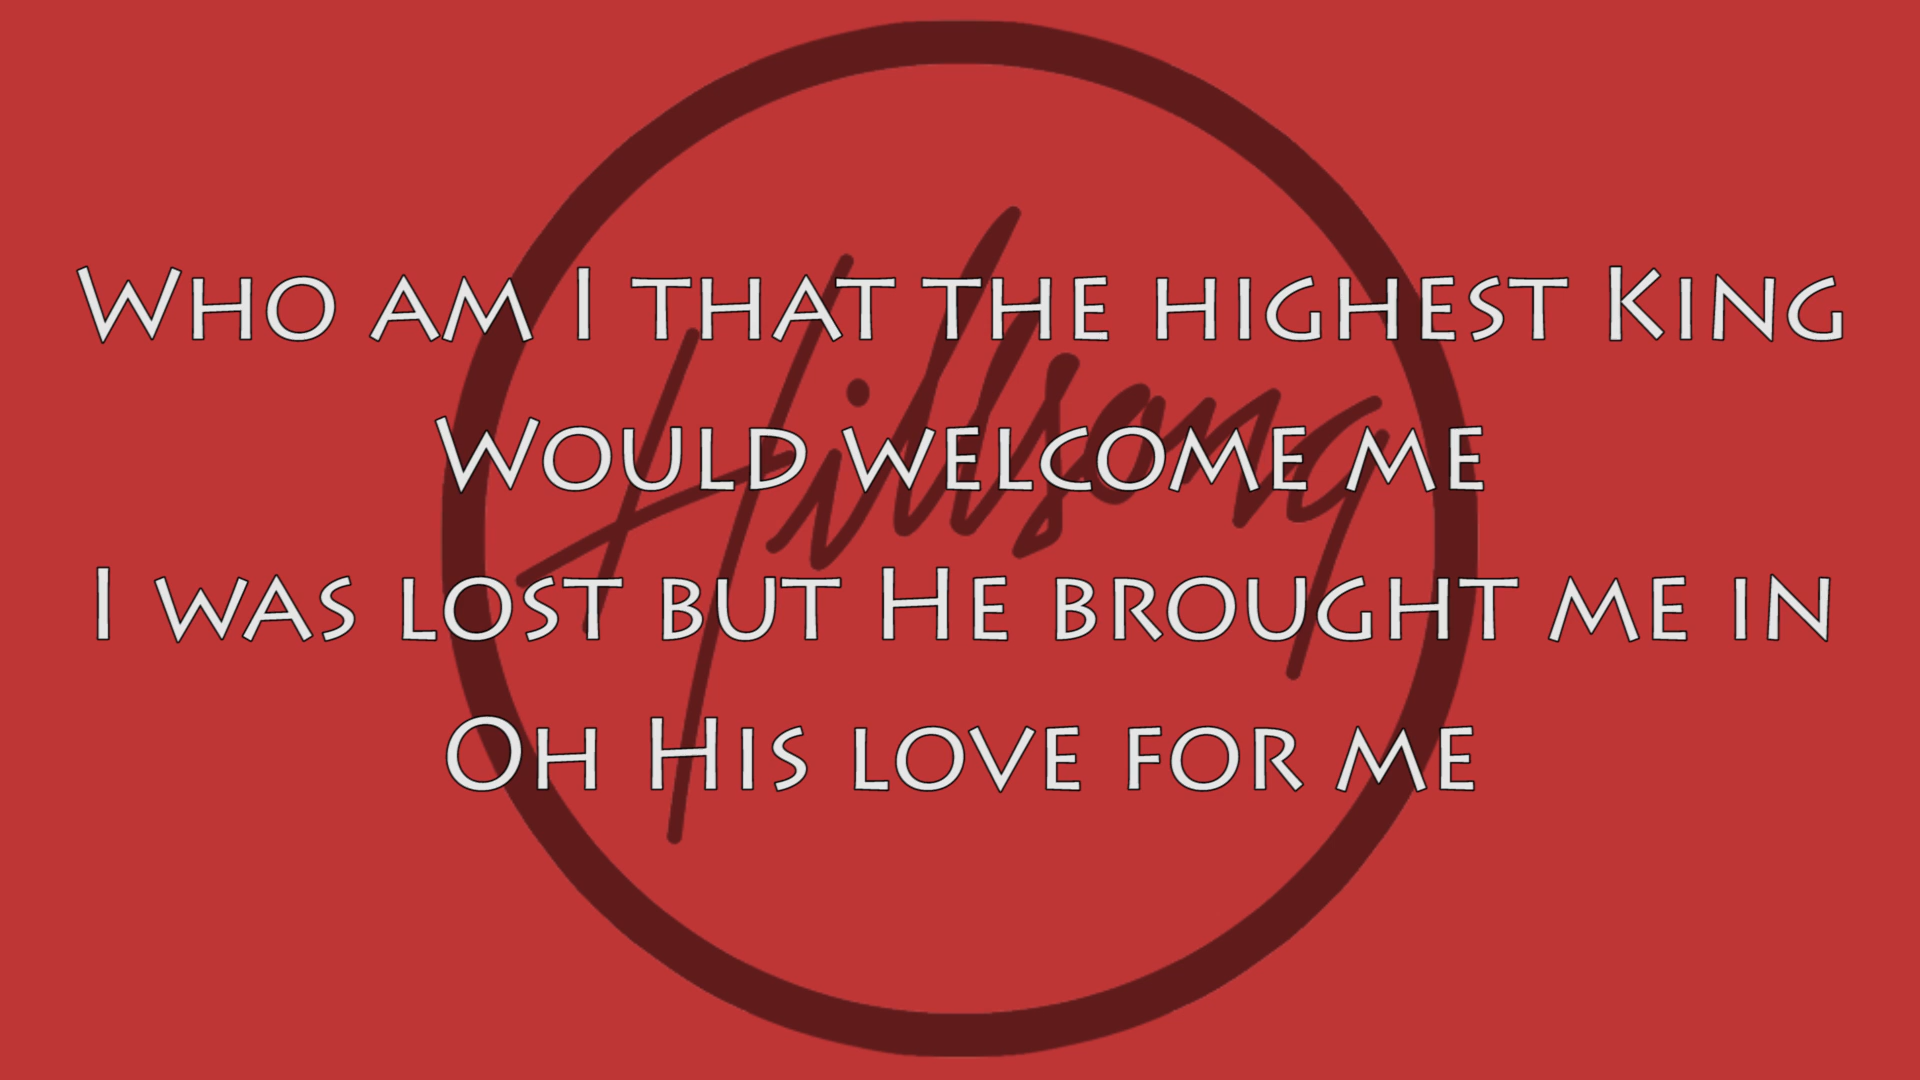 Who am I that the highest King
Would welcome me
I was lost but He brought me in
Oh His love for me
Hillsong